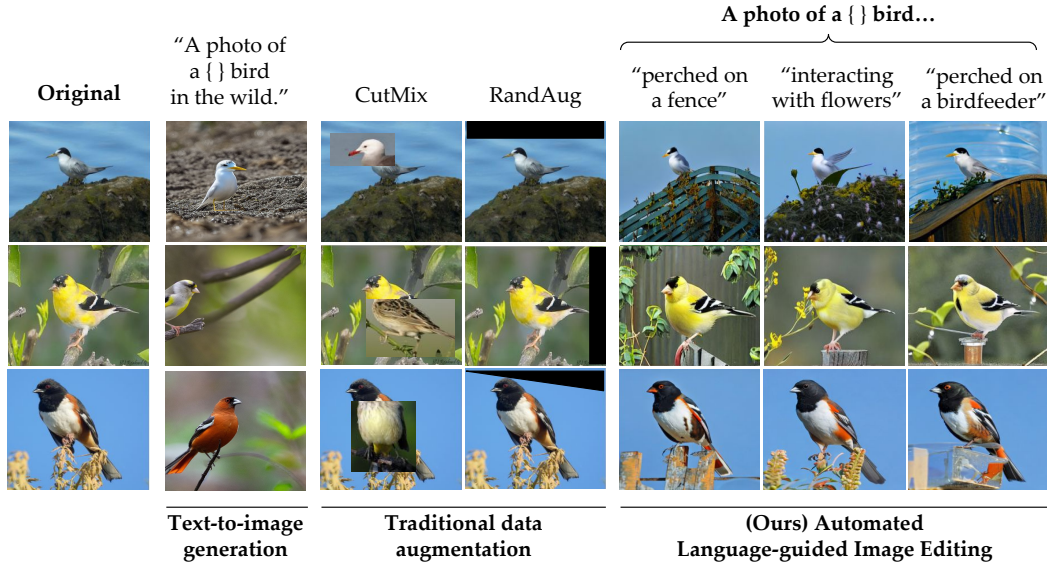 A photo of a { } bird…
Original
“A photo of
a { } bird
in the wild.”
CutMix
RandAug
“perched on
a fence”
“interacting
with flowers”
“perched on
a birdfeeder”
Text-to-image
generation
Traditional data
augmentation
(Ours) Automated
Language-guided Image Editing